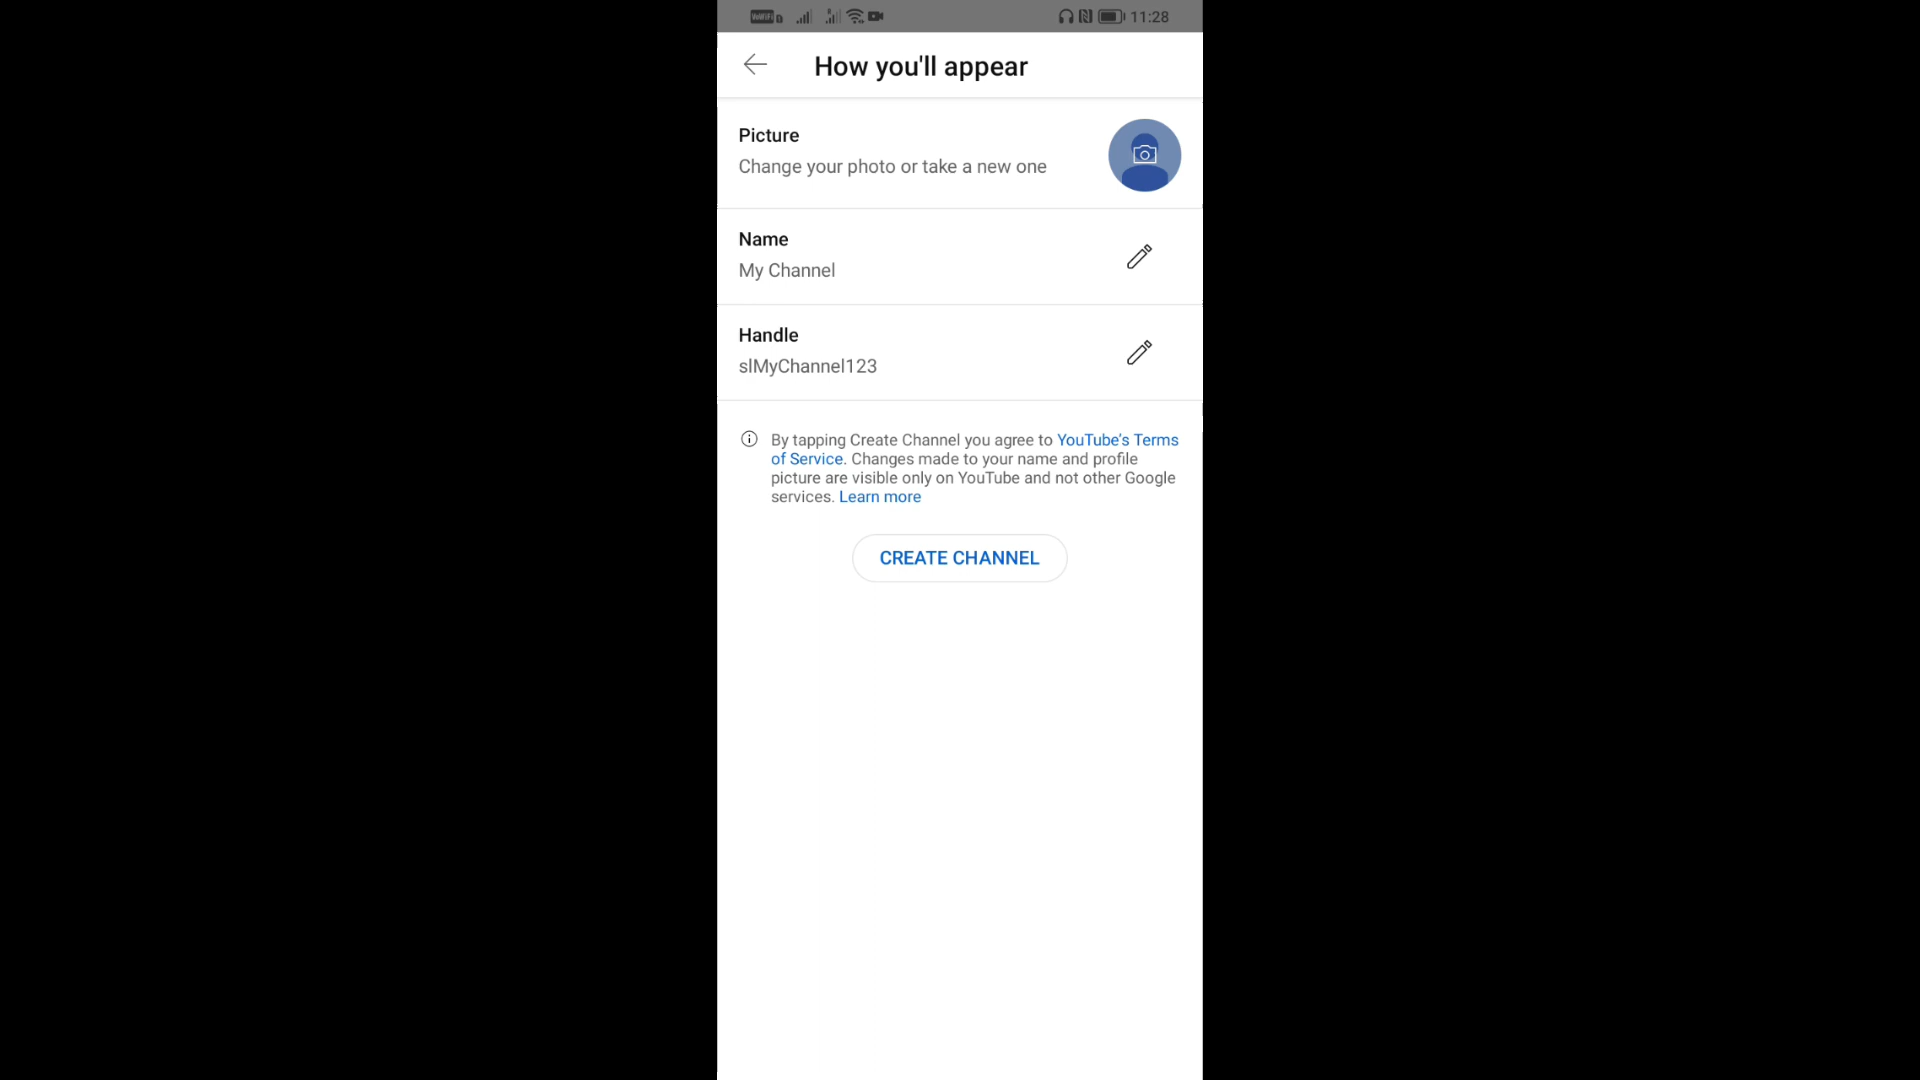 VoWiFi
11:28
How you'll appear
Picture
Change your photo or take a new one
Name
My Channel
Handle
slMyChannel123
By tapping Create Channel you agree to YouTube's Terms
of Service. Changes made to your name and profile
picture are visible only on YouTube and not other Google
services. Learn more
CREATE CHANNEL